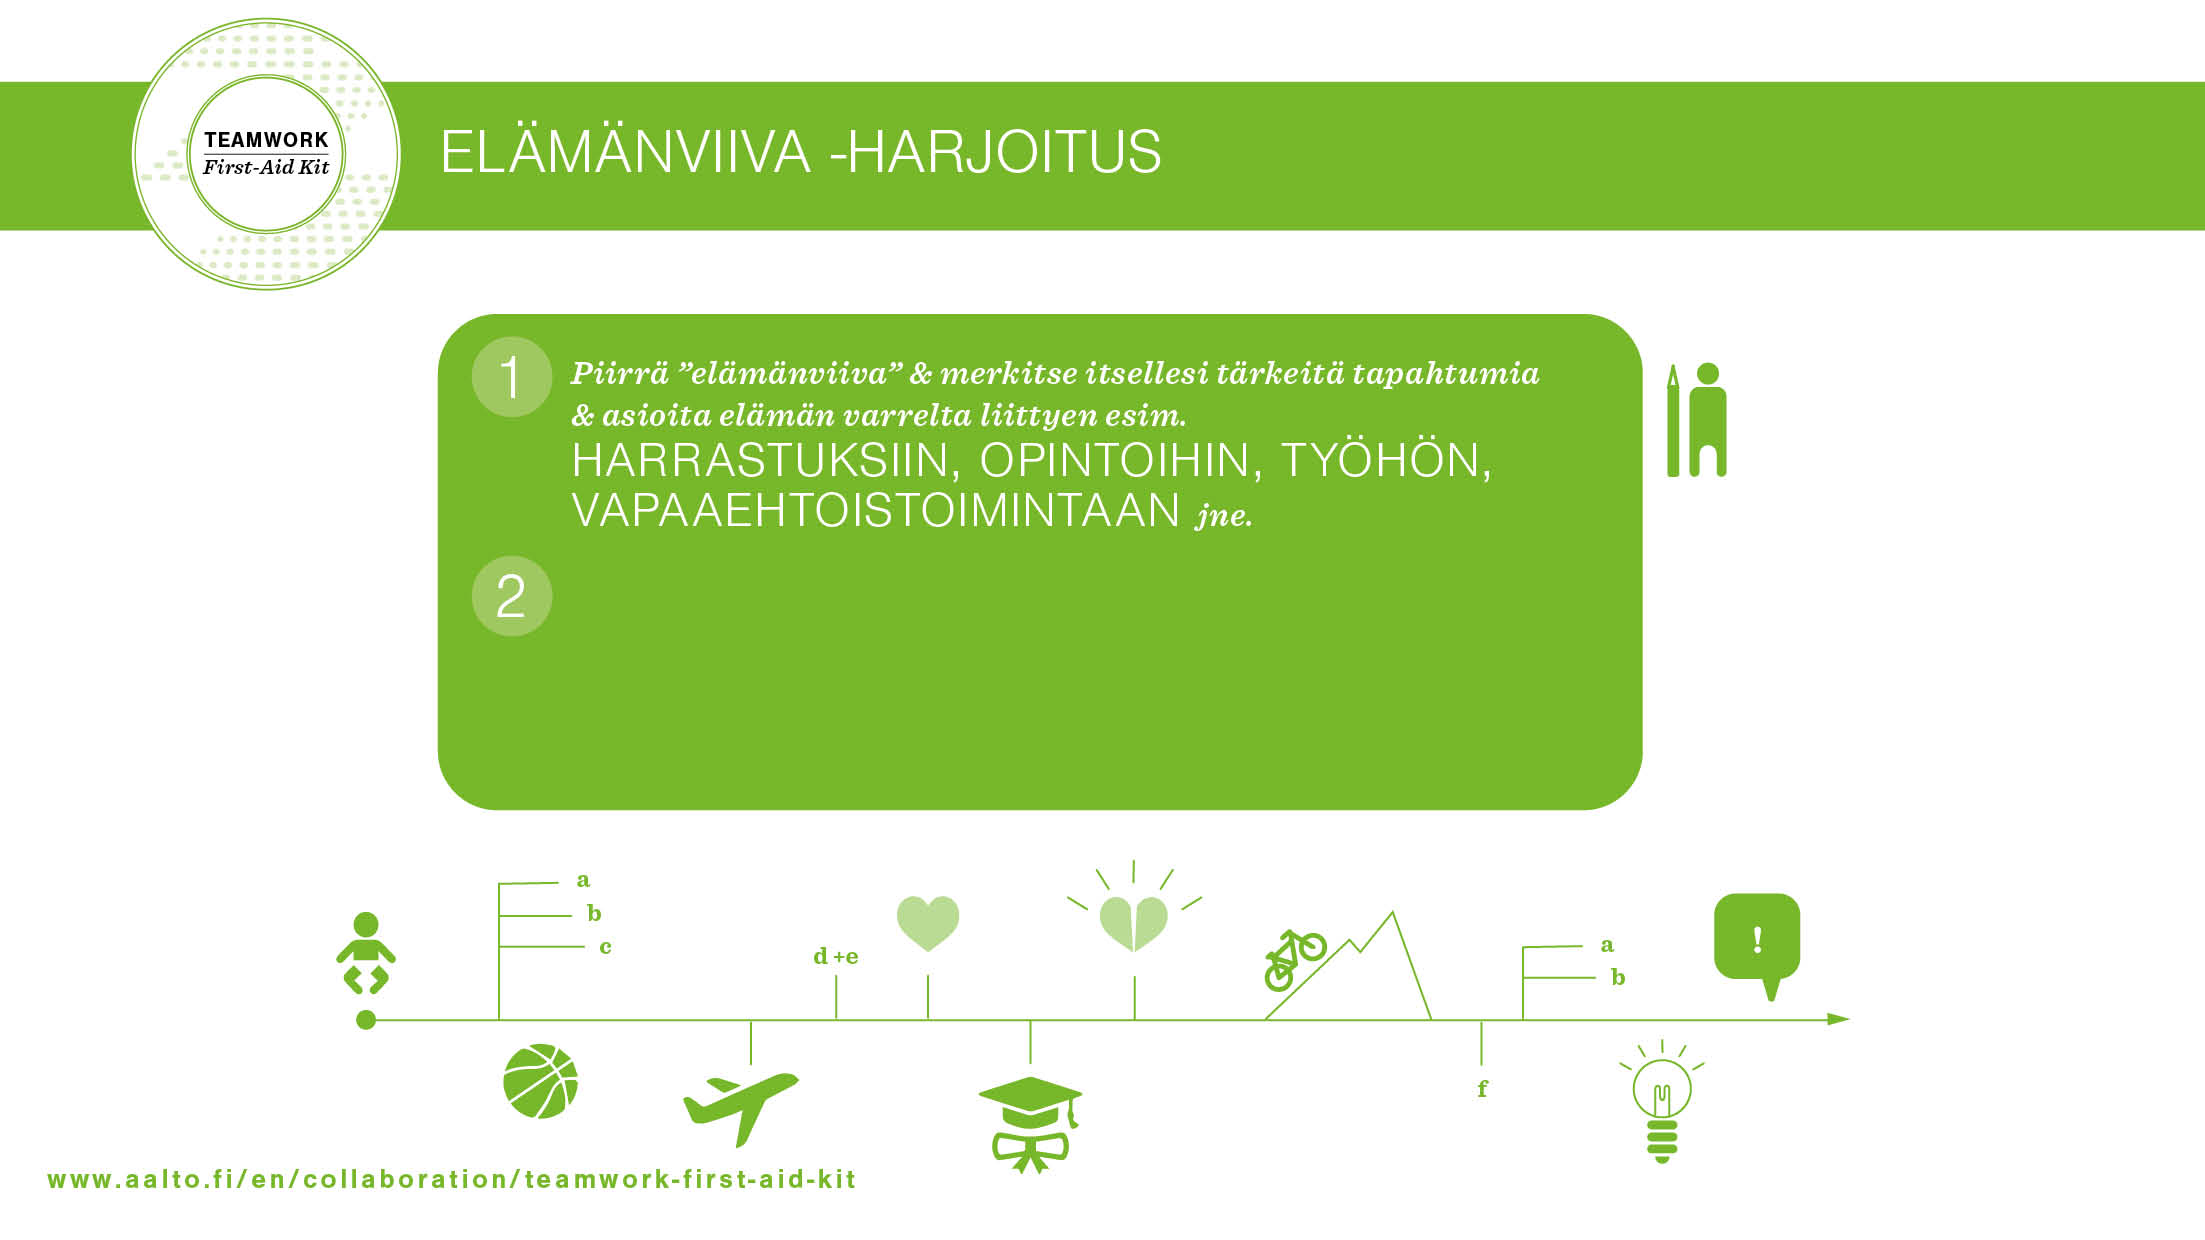 TEAMWORK
First-Aid Kit
ELÄMÄNVIIVA -HARJOITUS
1
Piirrä ”elämänviiva” & merkitse itsellesi tärkeitä tapahtumia
& asioita elämän varrelta liittyen esim.
HARRASTUKSIIN, OPINTOIHIN, TYÖHÖN,
VAPAAEHTOISTOIMINTAAN jne.
2
a
b
c
d+e
a
b
!
f
www.aalto.fi/en/collaboration/teamwork-first-aid-kit